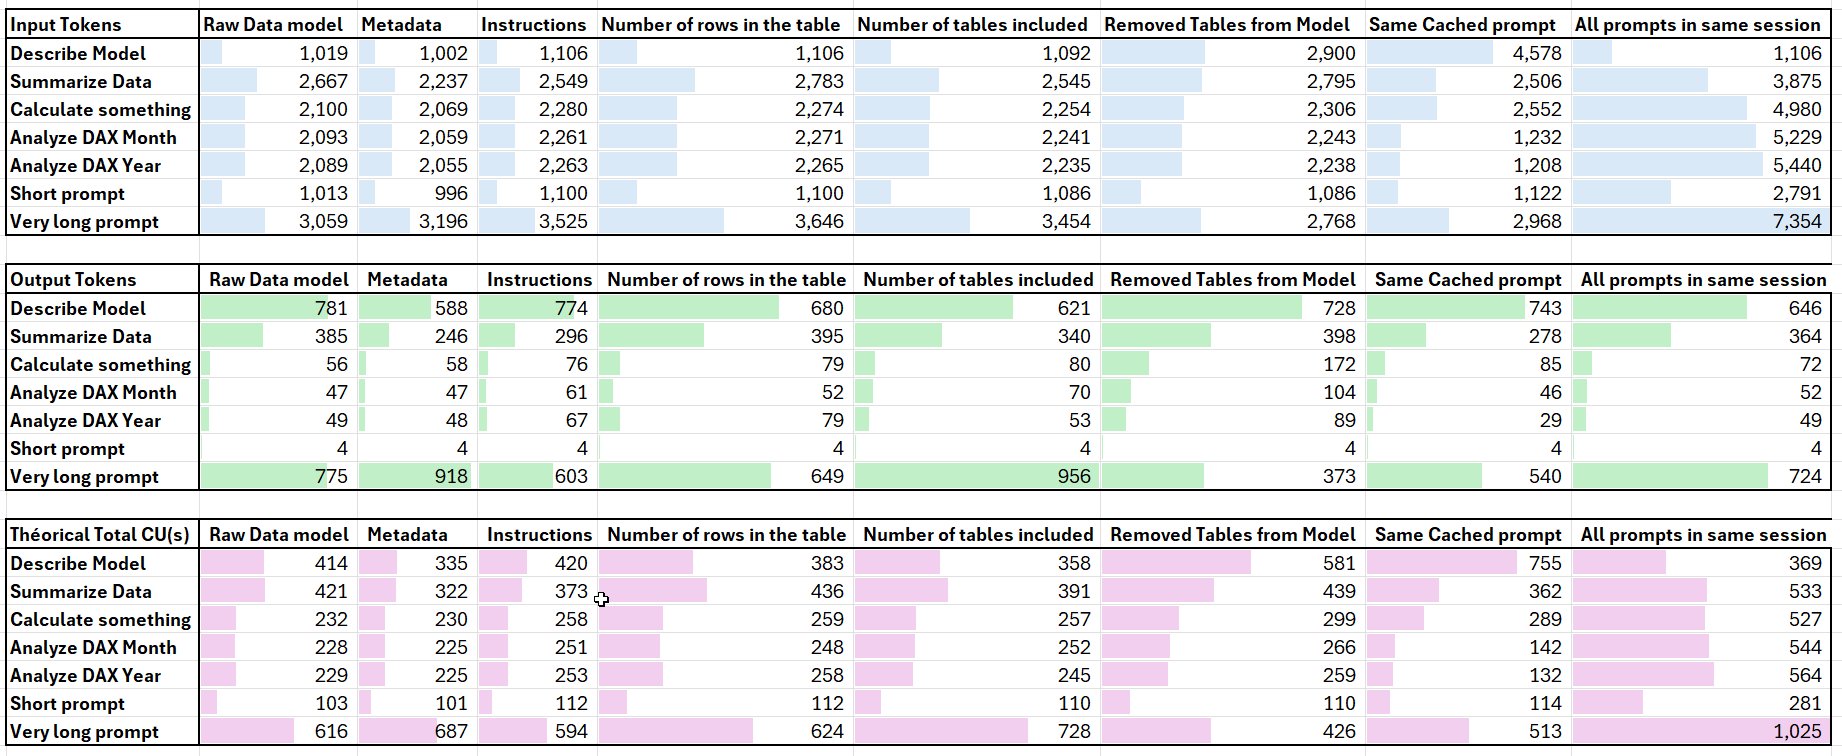 Input Tokens Raw Data model Metadata Instructions Number of rows in the table Number of tables included Removed Tables from Model Same Cached prompt All prompts in same session
Describe Model 1,019 1,002 1,106 1,106 1,092 2,900 4,578 1,106
Summarize Data 2,667 2,237 2,549 2,783 2,545 2,795 2,506 3,875
Calculate something 2,100 2,069 2,280 2,274 2,254 2,306 2,552 4,980
Analyze DAX Month 2,093 2,059 2,261 2,271 2,241 2,243 1,232 5,229
Analyze DAX Year 2,089 2,055 2,263 2,265 2,235 2,238 1,208 5,440
Short prompt 1,013 996 1,100 1,100 1,086 1,086 1,122 2,791
Very long prompt 3,059 3,196 3,525 3,646 3,454 2,768 2,968 7,354
Output Tokens Raw Data model Metadata Instructions Number of rows in the table Number of tables included Removed Tables from Model Same Cached prompt All prompts in same session
Describe Model 781 588 774 680 621 728 743 646
Summarize Data 385 246 296 395 340 398 278 364
Calculate something 56 58 76 79 80 172 85 72
Analyze DAX Month 47 47 61 52 70 104 46 52
Analyze DAX Year 49 48 67 79 53 89 29 49
Short prompt 4 4 4 4 4 4 4 4
Very long prompt 775 918 603 649 956 373 540 724
Théorical Total CU(s) Raw Data model Metadata Instructions Number of rows in the table Number of tables included Removed Tables from Model Same Cached prompt All prompts in same session
Describe Model 414 335 420 383 358 581 755 369
Summarize Data 421 322 373 436 391 439 362 533
Calculate something 232 230 258 259 257 299 289 527
Analyze DAX Month 228 225 251 248 252 266 142 544
Analyze DAX Year 229 225 253 258 245 259 132 564
Short prompt 103 101 112 112 110 110 114 281
Very long prompt 616 687 594 624 728 426 513 1,025